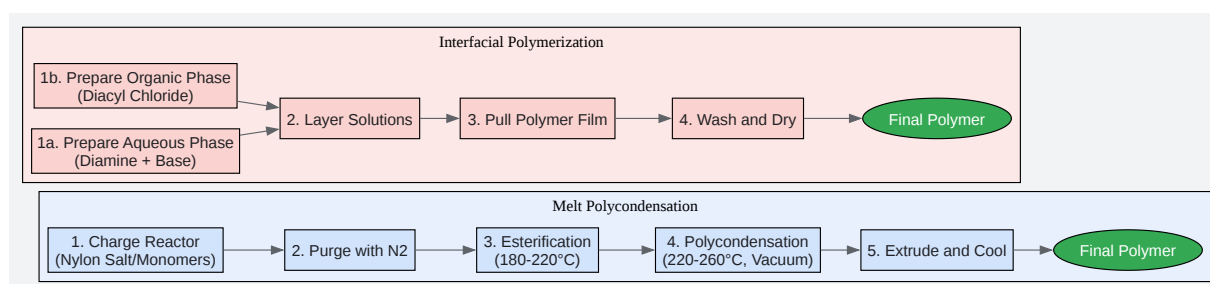 Interfacial Polymerization
1b. Prepare Organic Phase
(Diacyl Chloride)
1a. Prepare Aqueous Phase
(Diamine + Base)
2. Layer Solutions
3. Pull Polymer Film
4. Wash and Dry
Final Polymer
Melt Polycondensation
1. Charge Reactor
(Nylon Salt/Monomers)
2. Purge with N2
3. Esterification
(180-220°C)
4. Polycondensation
(220-260°C, Vacuum)
5. Extrude and Cool
Final Polymer